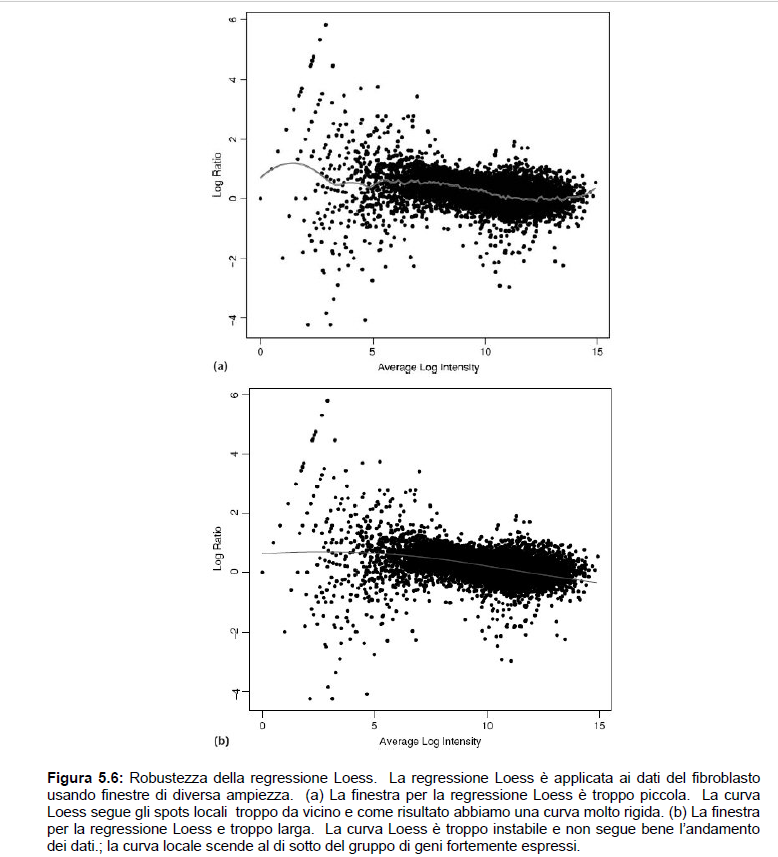 6
4
2
0
−2
−4
Log Ratio
0
5
10
15
Average Log Intensity
(a)
6
4
2
0
−2
−4
Log Ratio
0
5
10
15
Average Log Intensity
(b)
Figura 5.6: Robustezza della regressione Loess. La regressione Loess è applicata ai dati del fibroblasto
usando finestre di diversa ampiezza. (a) La finestra per la regressione Loess è troppo piccola. La curva
Loess segue gli spots locali troppo da vicino e come risultato abbiamo una curva molto rigida. (b) La finestra
per la regressione Loess e troppo larga. La curva Loess è troppo instabile e non segue bene l’andamento
dei dati.; la curva locale scende al di sotto del gruppo di geni fortemente espressi.